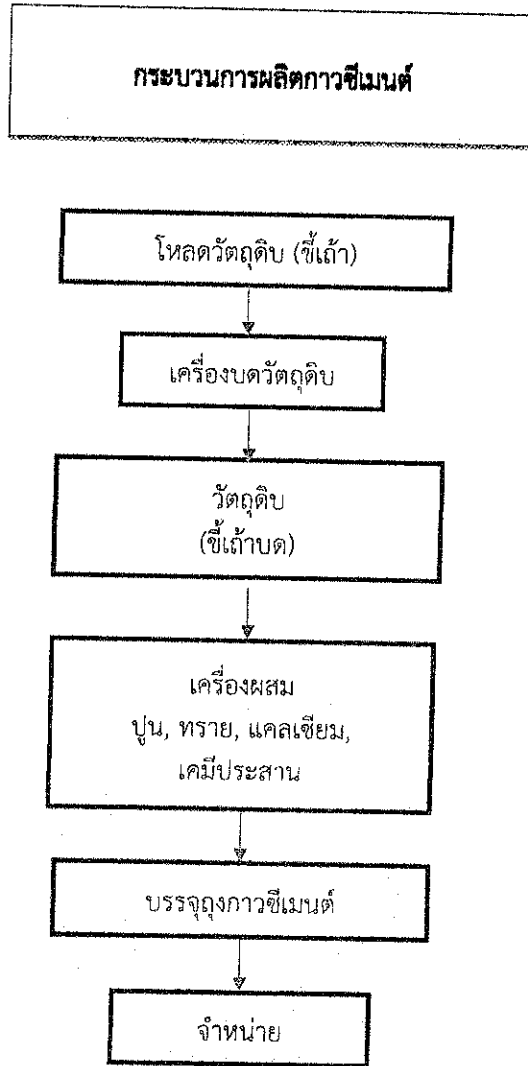 กระบวนการผลิตกาวซีเมนต์
โหลดวัตถุดิบ (ขี้เถ้า)
เครื่องบดวัตถุดิบ
วัตถุดิบ
(ขี้เถ้าบด)
เครื่องผสม
ปูน, ทราย, แคลเซียม,
เคมีประสาน
บรรจุถุงกาวซีเมนต์
จำหน่าย